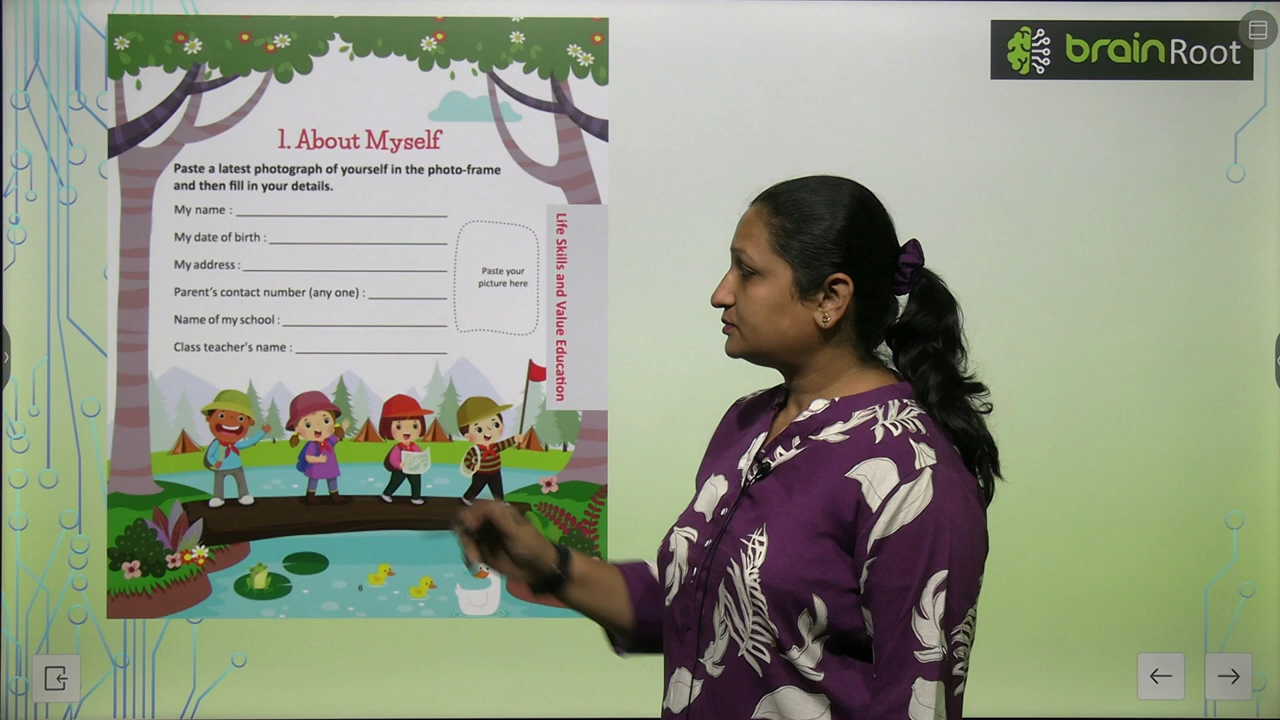 brainRoot
1. About Myself
Paste a latest photograph of yourself in the photo-frame
and then fill in your details.
My name :
My date of birth :
My address :
Parent's contact number (any one) :
Name of my school :
Class teacher's name :
Paste your
picture here
Life Skills and Value Education